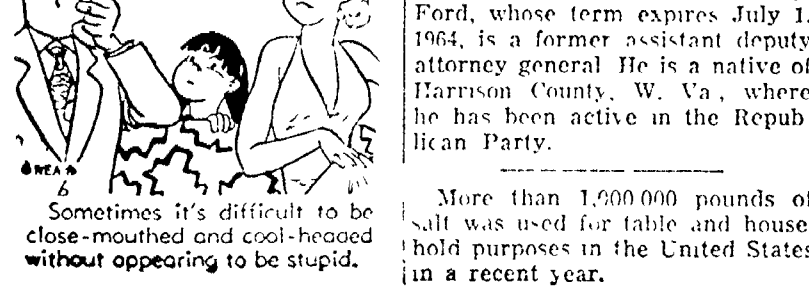 NEA
Sometimes it's difficult to be
close-mouthed and cool-headed
without appearing to be stupid.
Ford, whose term expires July 1,
1964, is a former assistant deputy
attorney general He is a native of
Harrison County, W. Va, where
he has been active in the Repub
lican Party.
More than 1,000 000 pounds of
salt was used for table and house
hold purposes in the United States
in a recent year.